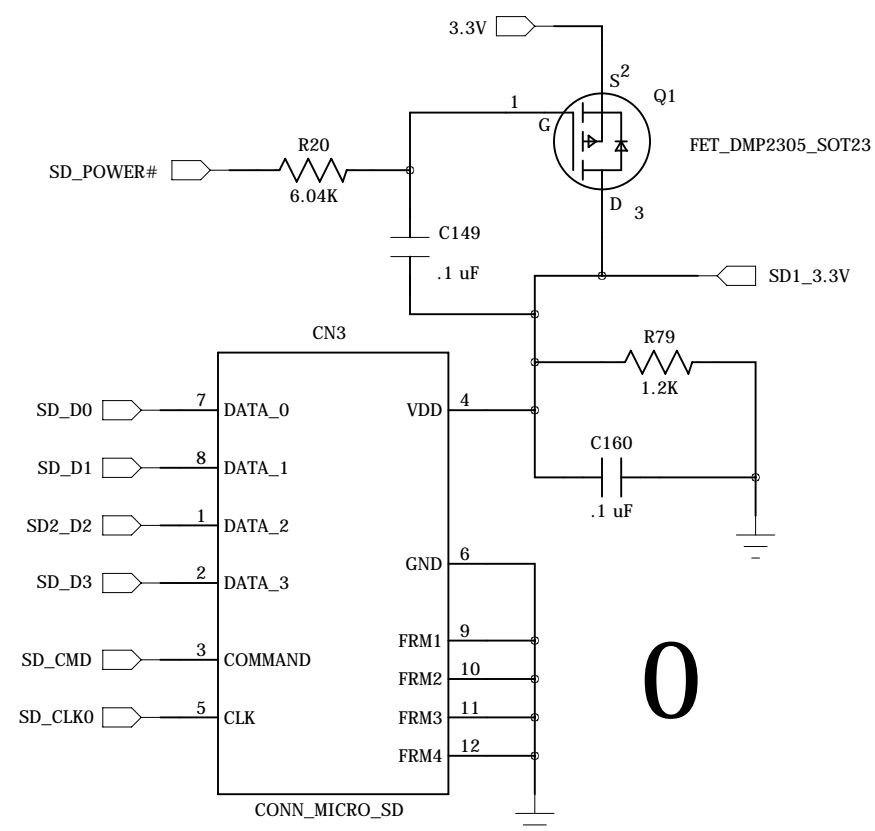 3.3V
S 2
Q1
1
G
FET_DMP2305_SOT23
R20
SD_POWER#
6.04K
D 3
C149
.1 uF
SD1_3.3V
CN3
R79
1.2K
SD_D0 7 DATA_0 VDD 4
C160
SD_D1 8 DATA_1
.1 uF
SD2_D2 1 DATA_2
GND 6
SD_D3 2 DATA_3
FRM1 9
SD_CMD 3 COMMAND
0
FRM2 10
SD_CLK0 5 CLK FRM3 11
FRM4 12
CONN_MICRO_SD